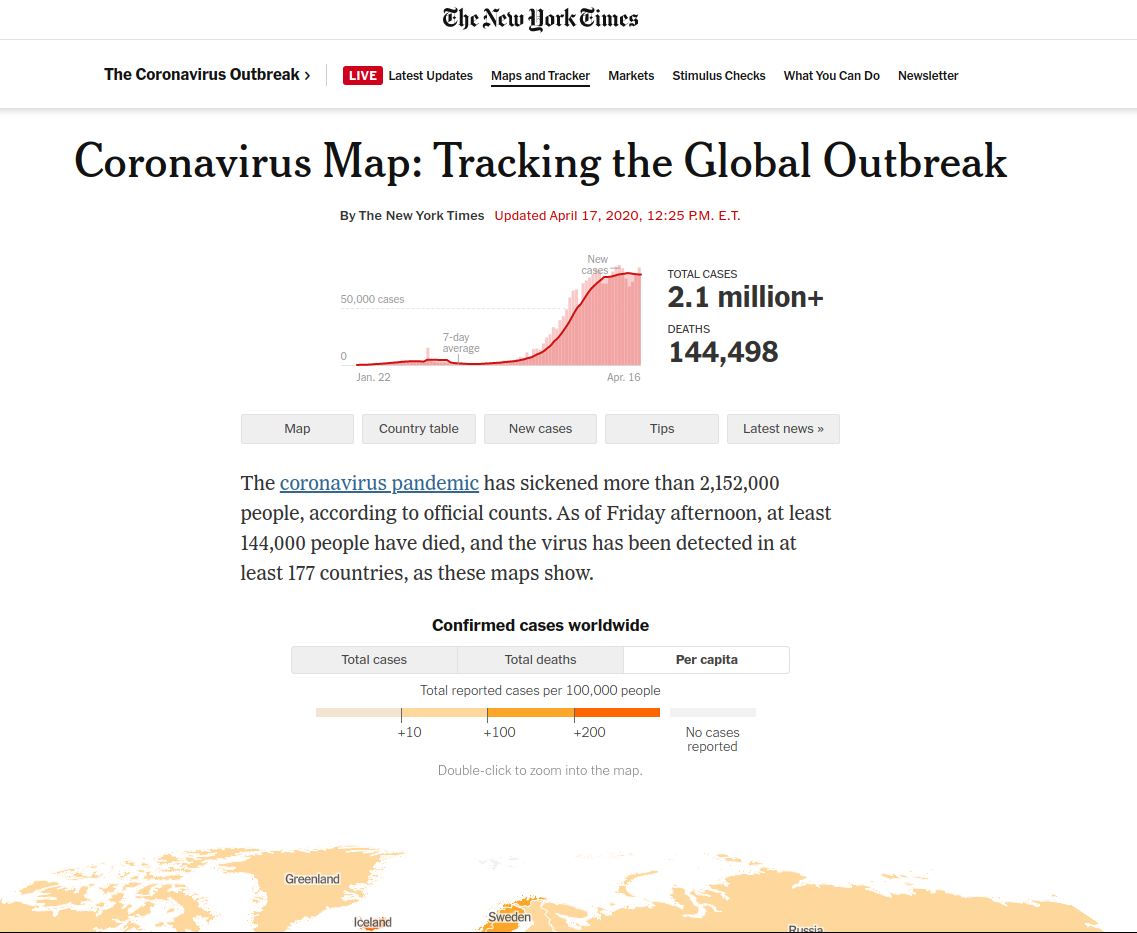 The New York Times
The Coronavirus Outbreak ›
LIVE Latest Updates Maps and Tracker Markets Stimulus Checks What You Can Do Newsletter
Coronavirus Map: Tracking the Global Outbreak
By The New York Times Updated April 17, 2020, 12:25 P.M. E.T.
New
cases
50,000 cases
7-day
average
0
Jan. 22
Apr. 16
TOTAL CASES
2.1 million+
DEATHS
144,498
Map
Country table
New cases
Tips
Latest news »
The coronavirus pandemic has sickened more than 2,152,000
people, according to official counts. As of Friday afternoon, at least
144,000 people have died, and the virus has been detected in at
least 177 countries, as these maps show.
Confirmed cases worldwide
Total cases
Total deaths
Per capita
Total reported cases per 100,000 people
+10
+100
+200
No cases
reported
Double-click to zoom into the map.
Greenland
Iceland
Sweden
Russia